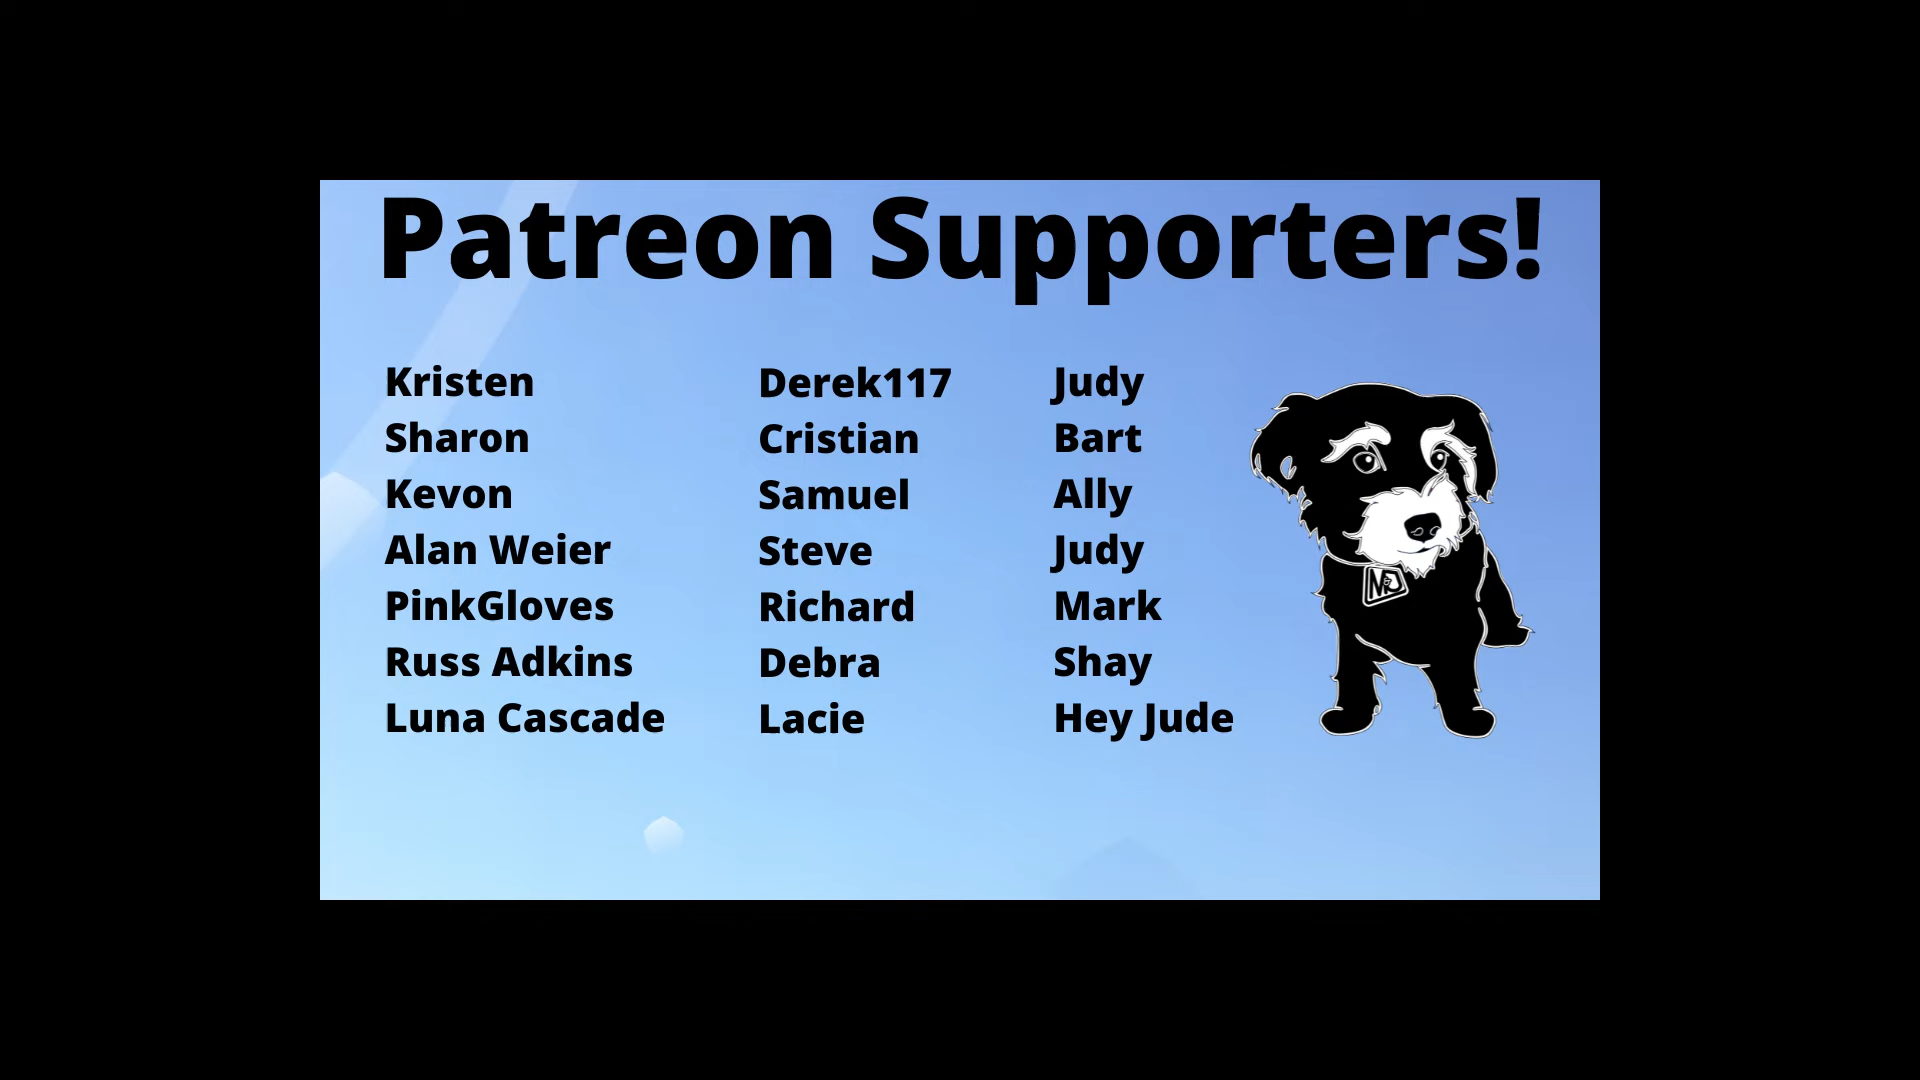 Patreon Supporters!
Kristen
Sharon
Kevon
Alan Weier
PinkGloves
Russ Adkins
Luna Cascade
Derek117
Cristian
Samuel
Steve
Richard
Debra
Lacie
Judy
Bart
Ally
Judy
Mark
Shay
Hey Jude